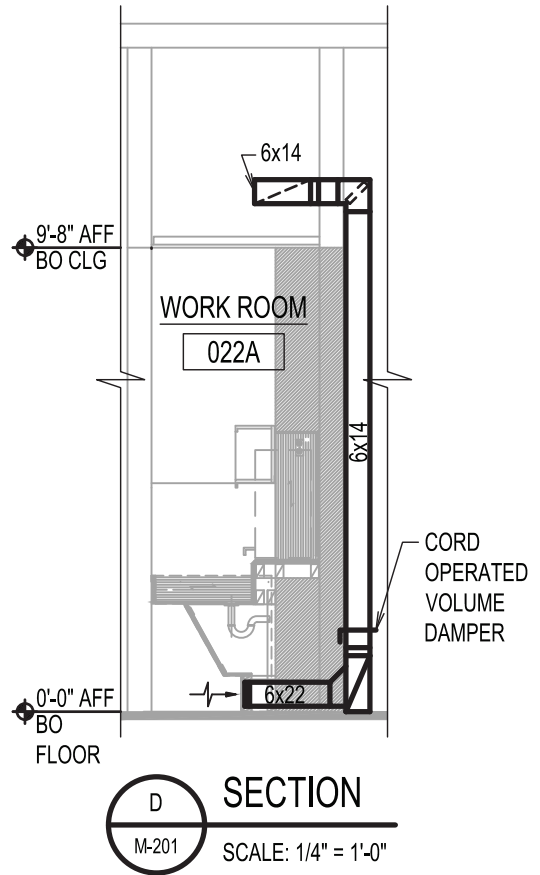 6x14
9'-8" AFF
BO CLG
WORK ROOM
022A
6x14
CORD
OPERATED
VOLUME
DAMPER
6x22
0'-0" AFF
BO
FLOOR
D
M-201
SECTION
SCALE: 1/4" = 1'-0"